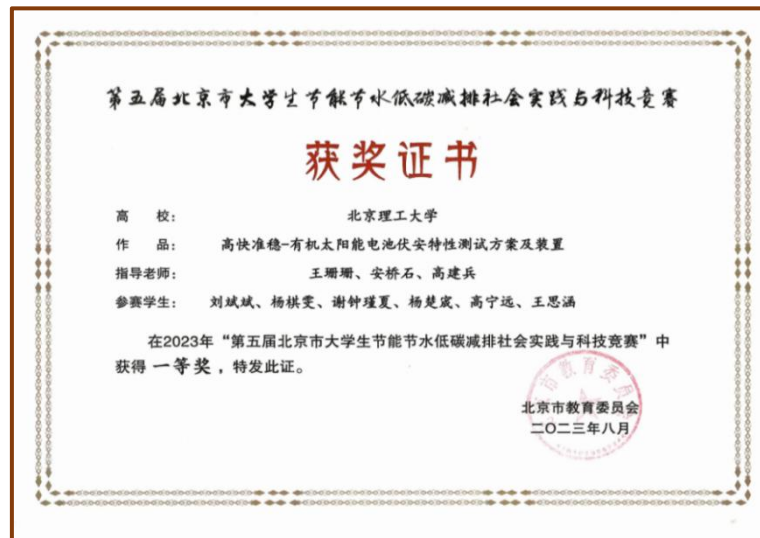 第五届北京市大学生节能节水低碳减排社会实践与科技竞赛
获奖证书
高 校: 北京理工大学
作 品: 高快准稳-有机太阳能电池伏安特性测试方案及装置
指导老师: 王珊珊、安桥石、高建兵
参赛学生: 刘斌斌、杨棋雯、谢钟瑾夏、杨楚宸、高宁远、王思涵
在2023年“第五届北京市大学生节能节水低碳减排社会实践与科技竞赛”中
获得 一等奖 ，特发此证。
北京市教育委员会
二〇二三年八月